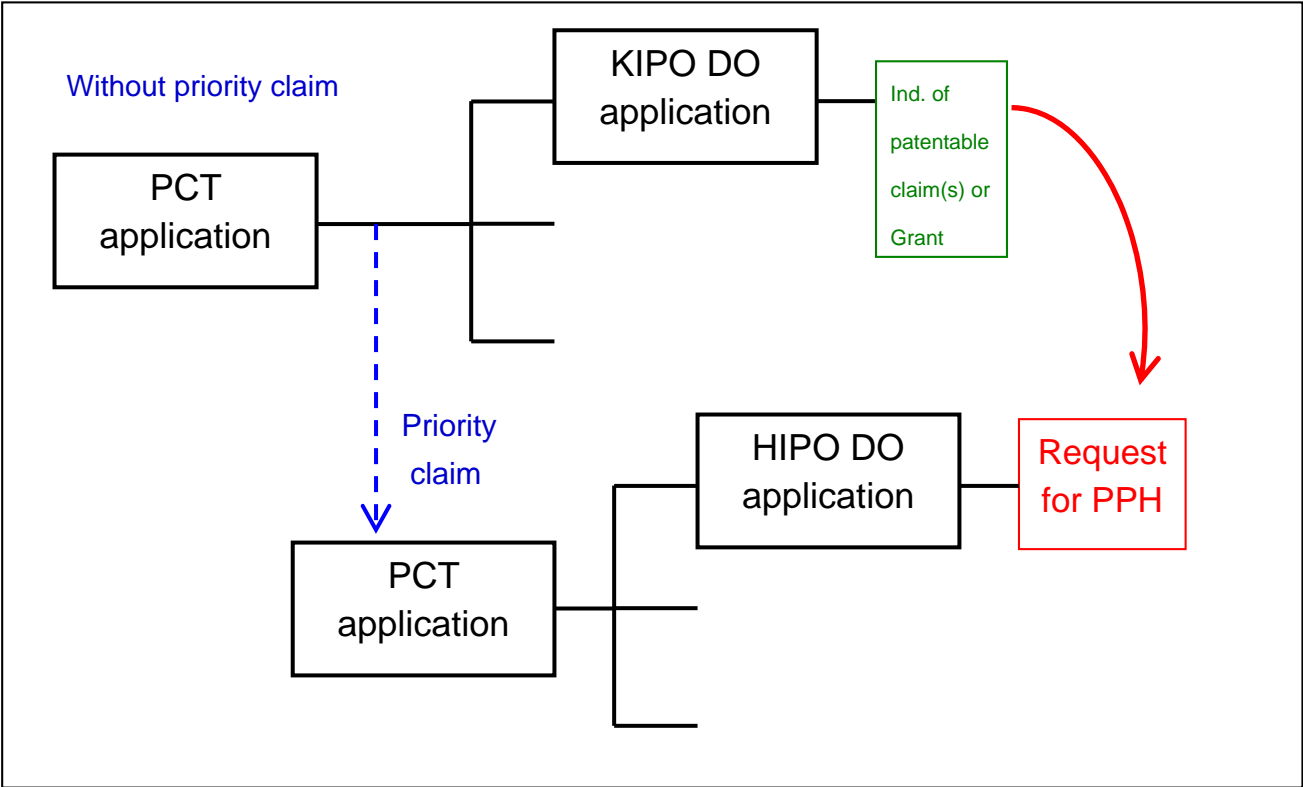 Without priority claim
KIPO DO
application
Ind. of
patentable
claim(s) or
Grant
PCT
application
Priority
claim
HIPO DO
application
Request
for PPH
PCT
application